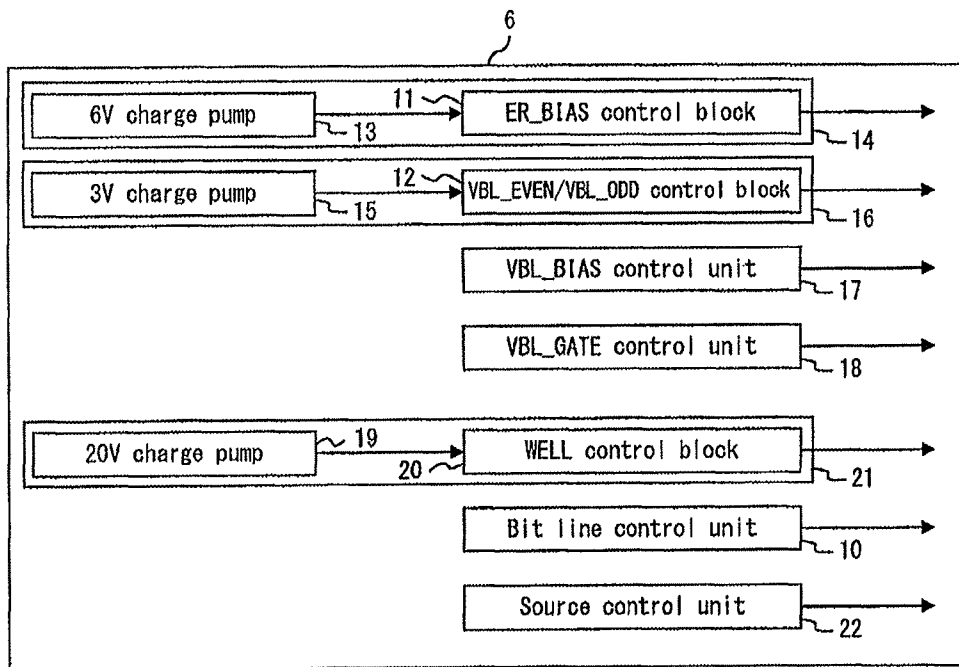 6
6V charge pump
13
11
ER_BIAS control block
14
3V charge pump
15
12
VBL_EVEN/VBL_ODD control block
16
VBL_BIAS control unit
17
VBL_GATE control unit
18
20V charge pump
19
20
WELL control block
21
Bit line control unit
10
Source control unit
22